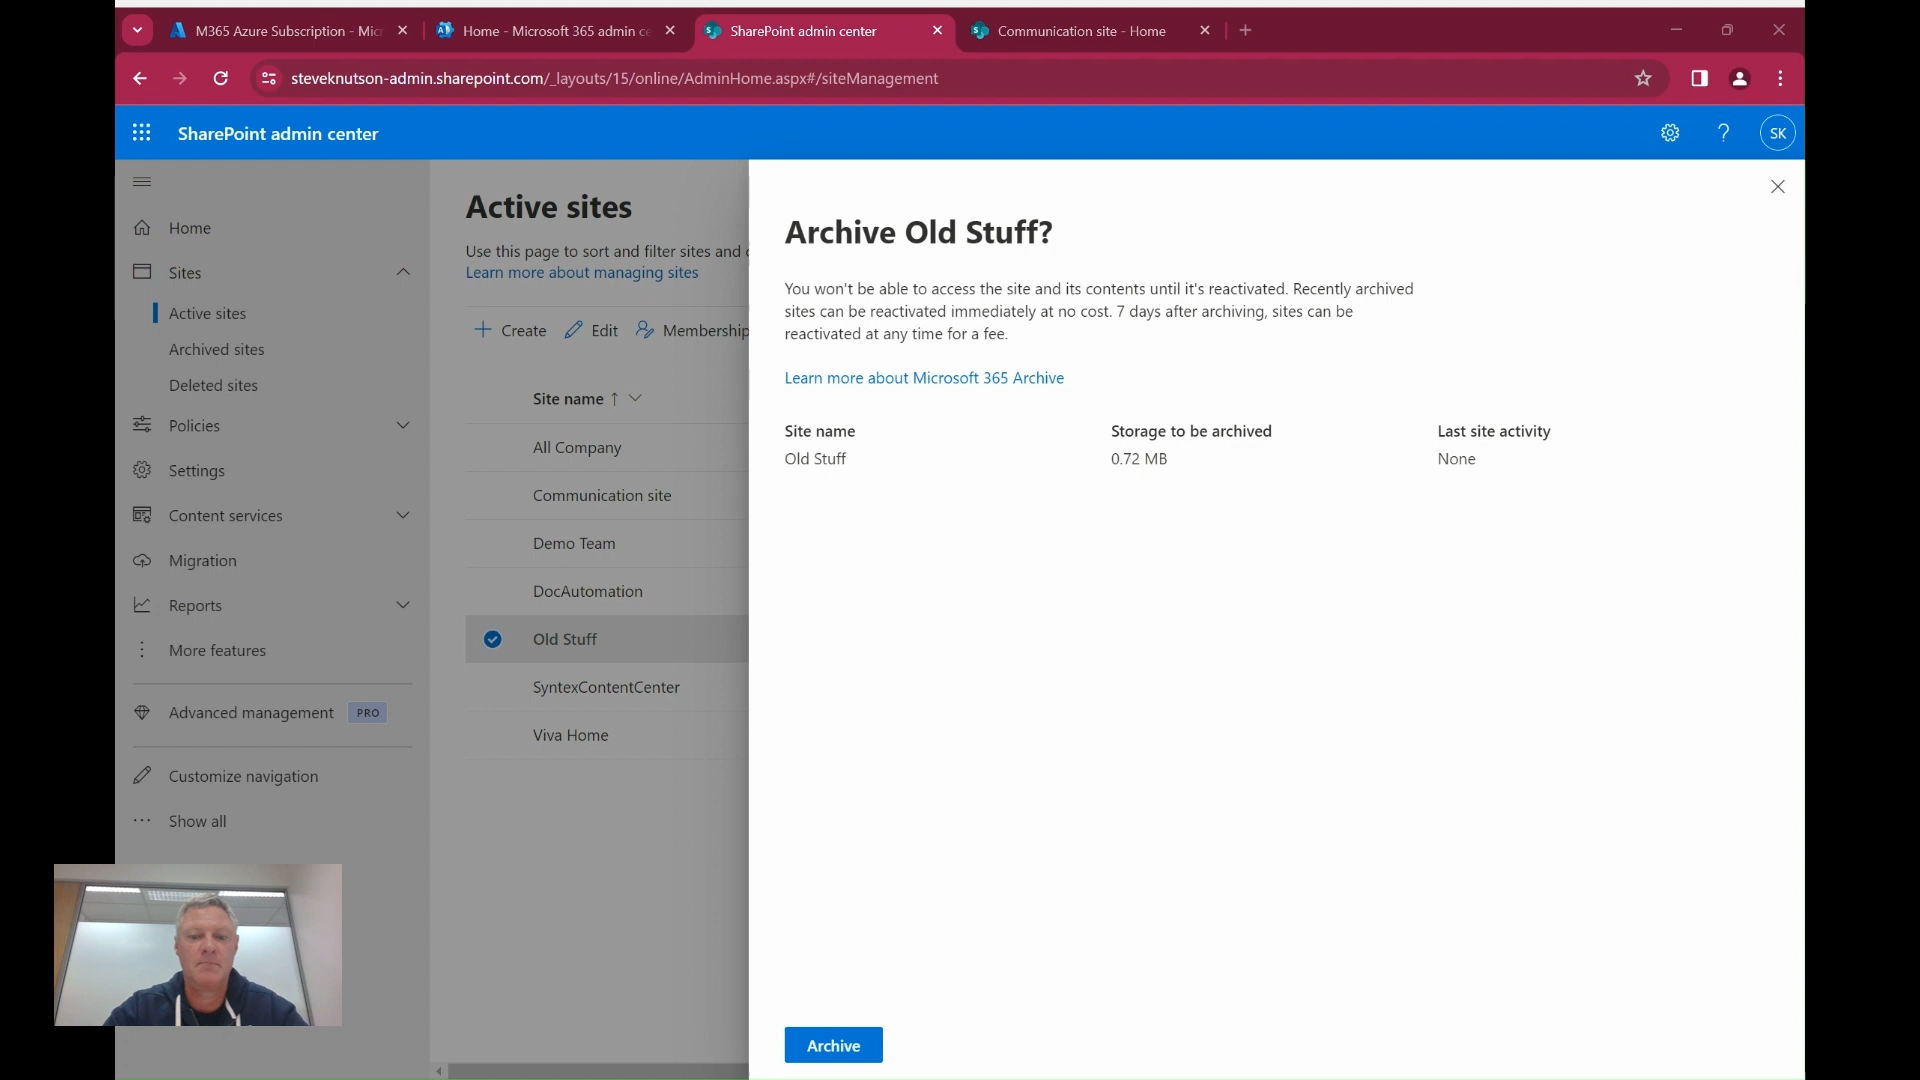 M365 Azure Subscription - Mic
Home - Microsoft 365 admin ce
SharePoint admin center
Communication site - Home
steveknutson-admin.sharepoint.com/_layouts/15/online/AdminHome.aspx#/siteManagement
SharePoint admin center
SK
Home
Sites
Active sites
Archived sites
Deleted sites
Policies
Settings
Content services
Migration
Reports
More features
Advanced management PRO
Customize navigation
Show all
Active sites
Use this page to sort and filter sites and
Learn more about managing sites
Create Edit Membership
Site name
All Company
Communication site
Demo Team
DocAutomation
Old Stuff
SyntexContentCenter
Viva Home
Archive Old Stuff?
You won't be able to access the site and its contents until it's reactivated. Recently archived
sites can be reactivated immediately at no cost. 7 days after archiving, sites can be
reactivated at any time for a fee.
Learn more about Microsoft 365 Archive
Site name Storage to be archived Last site activity
Old Stuff 0.72 MB None
Archive